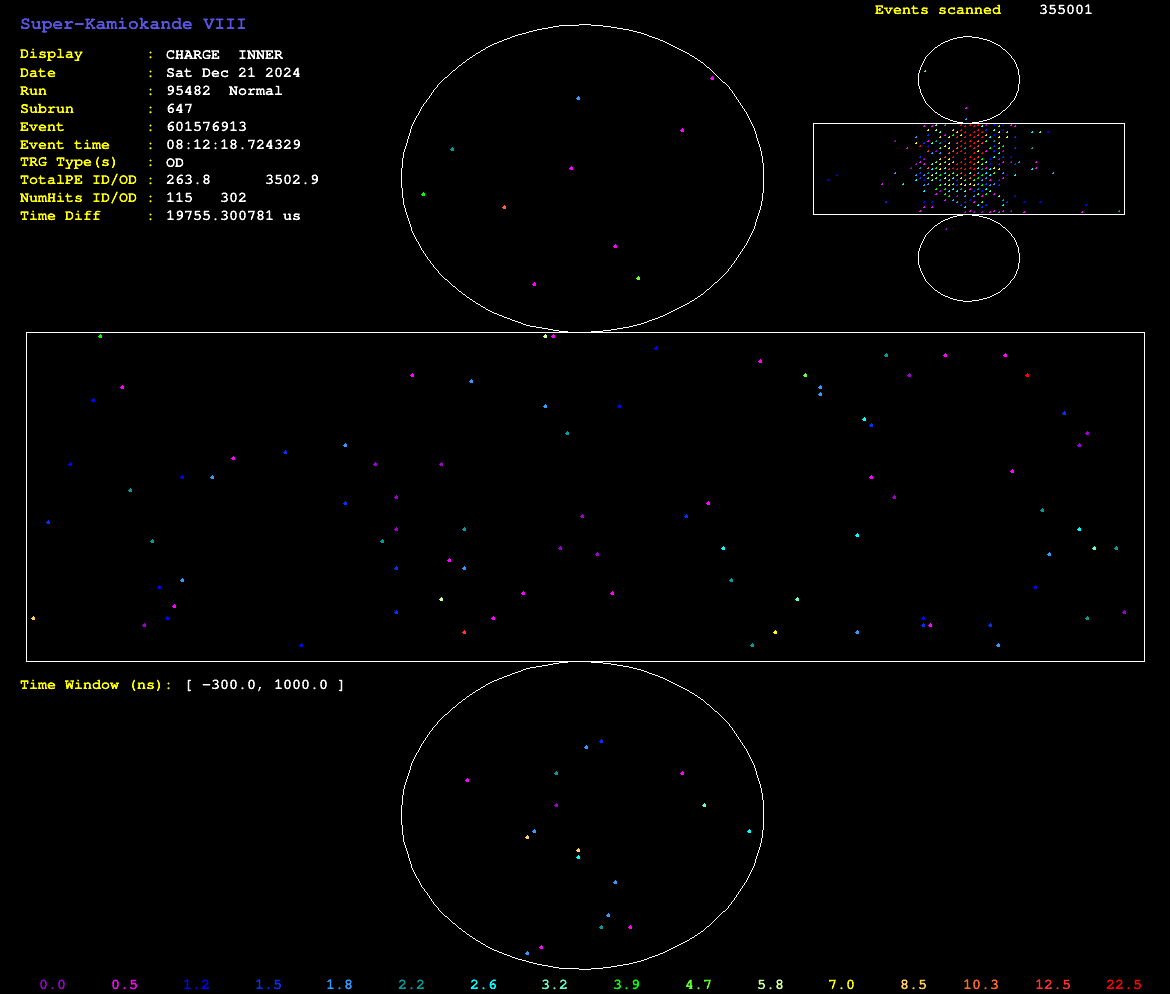 Super-Kamiokande VIII
Events scanned 355001
Display : CHARGE INNER
Date : Sat Dec 21 2024
Run : 95482 Normal
Subrun : 647
Event : 601576913
Event time : 08:12:18.724329
TRG Type(s) : OD
TotalPE ID/OD : 263.8 3502.9
NumHits ID/OD : 115 302
Time Diff : 19755.300781 us
Time Window (ns): [ −300.0, 1000.0 ]
0.0 0.5 1.2 1.5 1.8 2.2 2.6 3.2 3.9 4.7 5.8 7.0 8.5 10.3 12.5 22.5